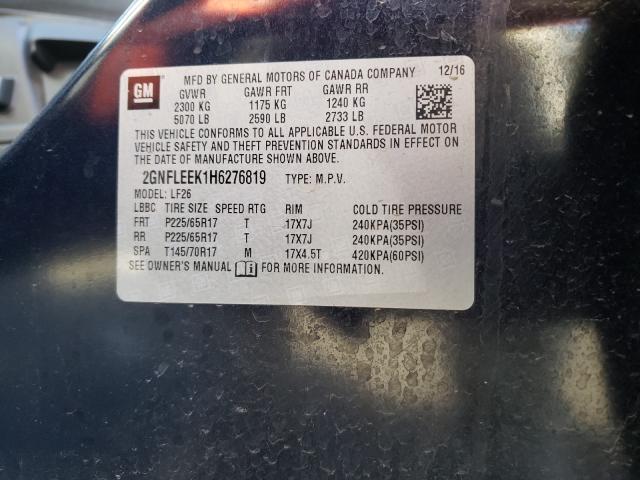 GM
MFD BY GENERAL MOTORS OF CANADA COMPANY 12/16
GVWR GAWR FRT GAWR RR
2300 KG 1175 KG 1240 KG
5070 LB 2590 LB 2733 LB
THIS VEHICLE CONFORMS TO ALL APPLICABLE U.S. FEDERAL MOTOR
VEHICLE SAFETY AND THEFT PREVENTION STANDARDS IN EFFECT ON
THE DATE OF MANUFACTURE SHOWN ABOVE.
2GNFLEEK1H6276819 TYPE: M.P.V.
MODEL: LF26
LBBC TIRE SIZE SPEED RTG RIM COLD TIRE PRESSURE
FRT P225/65R17 T 17X7J 240KPA(35PSI)
RR P225/65R17 T 17X7J 240KPA(35PSI)
SPA T145/70R17 M 17X4.5T 420KPA(60PSI)
SEE OWNER'S MANUAL FOR MORE INFORMATION.